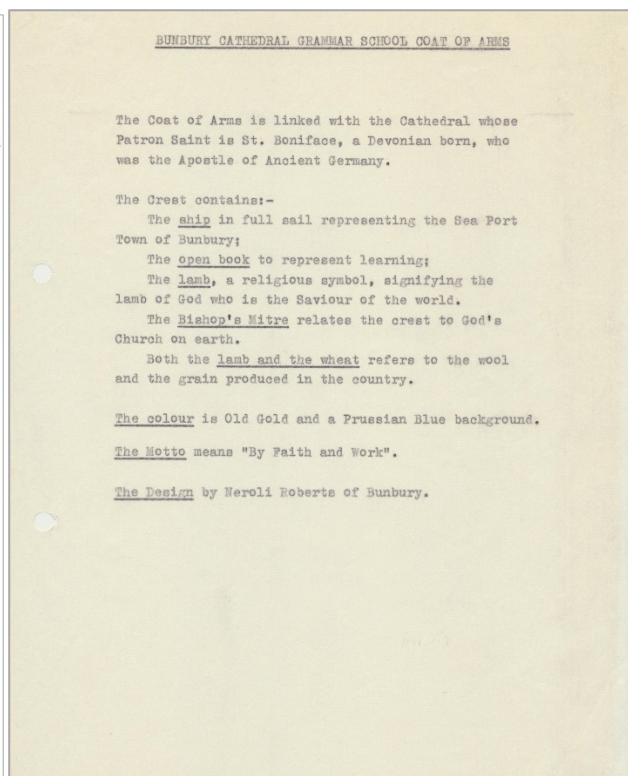 BUNBURY CATHEDRAL GRAMMAR SCHOOL COAT OF ARMS
The Coat of Arms is linked with the Cathedral whose
Patron Saint is St. Boniface, a Devonian born, who
was the Apostle of Ancient Germany.
The Crest contains:-
The ship in full sail representing the Sea Port
Town of Bunbury;
The open book to represent learning;
The lamb, a religious symbol, signifying the
lamb of God who is the Saviour of the world.
The Bishop's Mitre relates the crest to God's
Church on earth.
Both the lamb and the wheat refers to the wool
and the grain produced in the country.
The colour is Old Gold and a Prussian Blue background.
The Motto means "By Faith and Work".
The Design by Neroli Roberts of Bunbury.